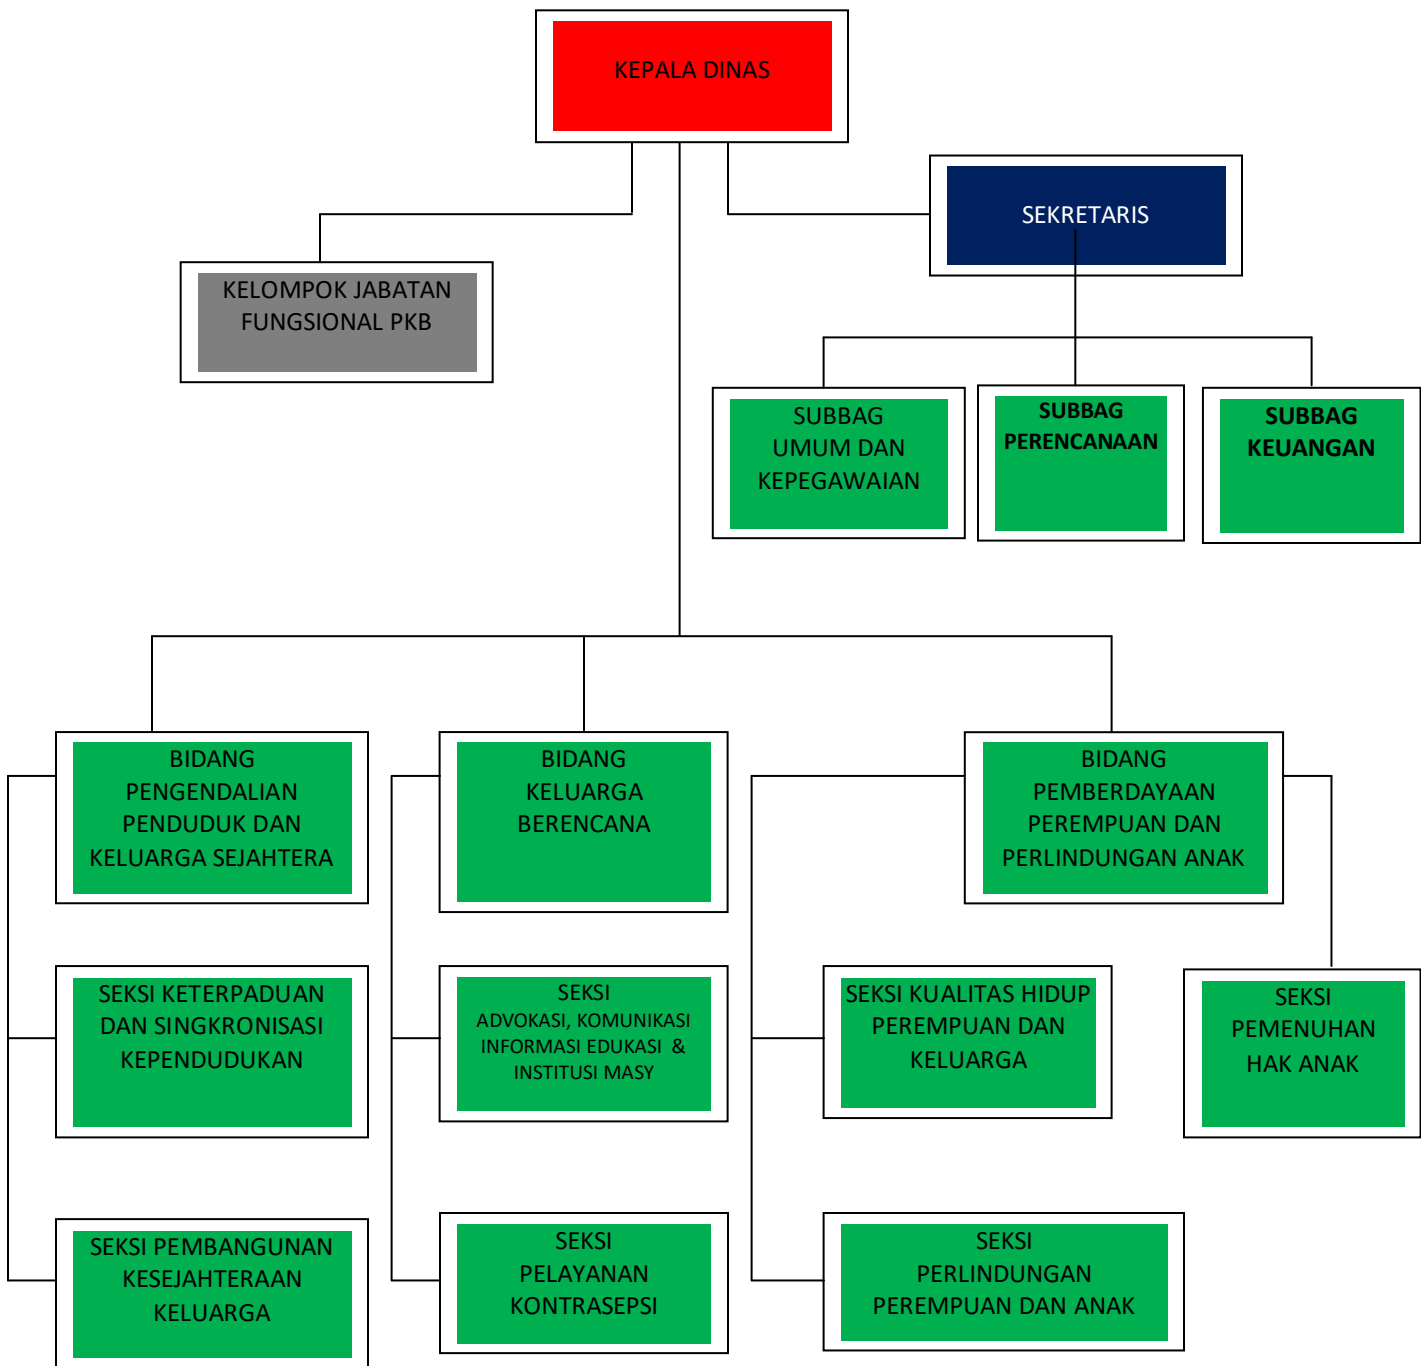 KEPALA DINAS
SEKRETARIS
KELOMPOK JABATAN
FUNGSIONAL PKB
SUBBAG
UMUM DAN
KEPEGAWAIAN
SUBBAG
PERENCANAAN
SUBBAG
KEUANGAN
BIDANG
PENGENDALIAN
PENDUDUK DAN
KELUARGA SEJAHTERA
BIDANG
KELUARGA
BERENCANA
BIDANG
PEMBERDAYAAN
PEREMPUAN DAN
PERLINDUNGAN ANAK
SEKSI KETERPADUAN
DAN SINGKRONISASI
KEPENDUDUKAN
SEKSI
ADVOKASI, KOMUNIKASI
INFORMASI EDUKASI &
INSTITUSI MASY
SEKSI KUALITAS HIDUP
PEREMPUAN DAN
KELUARGA
SEKSI
PEMENUHAN
HAK ANAK
SEKSI PEMBANGUNAN
KESEJAHTERAAN
KELUARGA
SEKSI
PELAYANAN
KONTRASEPSI
SEKSI
PERLINDUNGAN
PEREMPUAN DAN ANAK